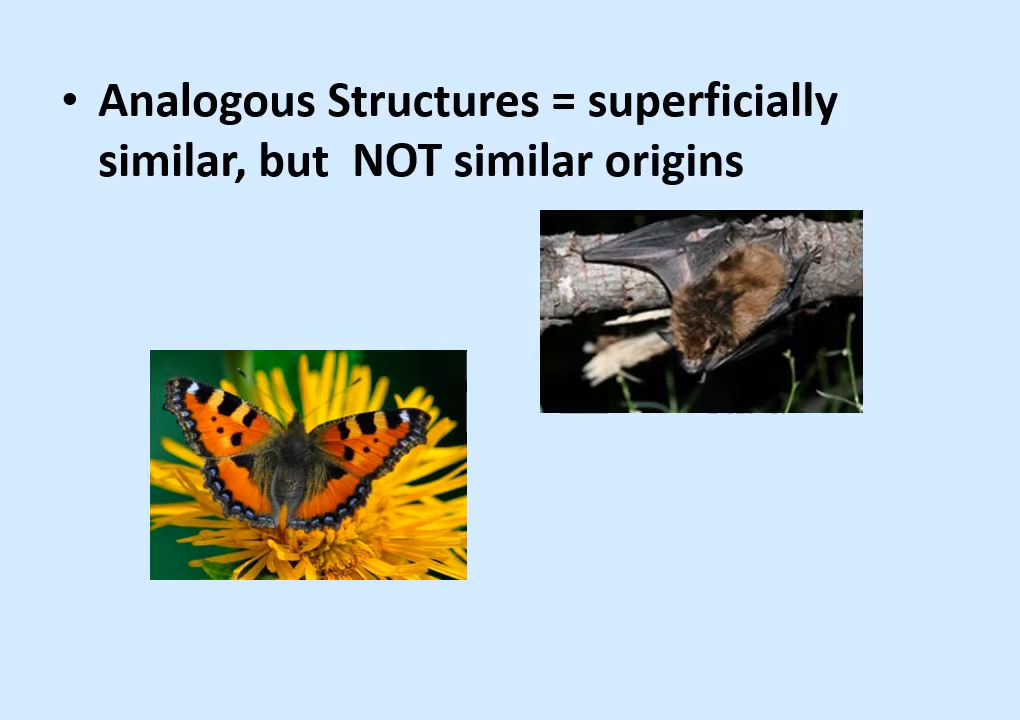 • Analogous Structures = superficially
similar, but  NOT similar origins